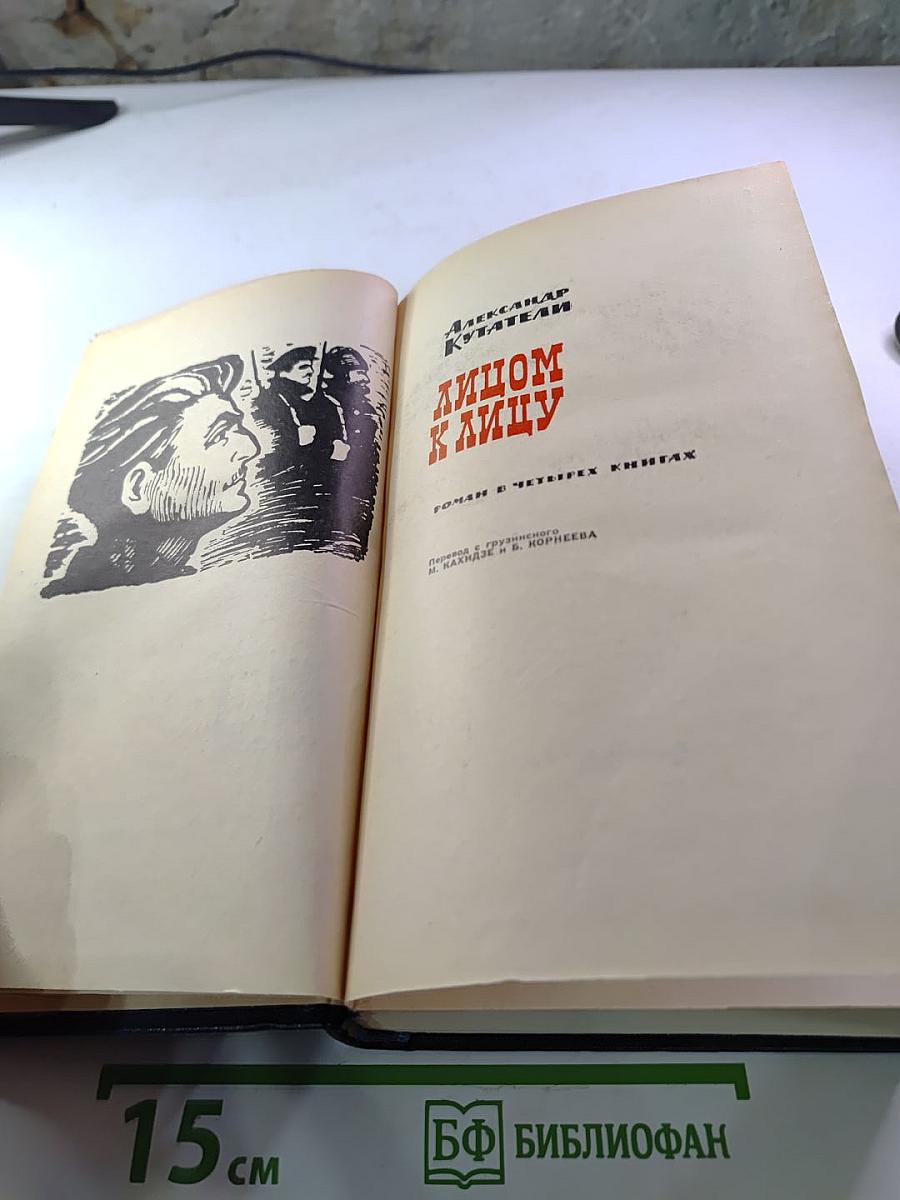 АЛЕКСАНДР
КУТАТЕЛИ
ЛИЦОМ
К ЛИЦУ
РОМАН В ЧЕТЫРЕХ КНИГАХ
Перевод с грузинского
М. КАХИДЗЕ и Б. КОРНЕЕВА
15 см
БФ БИБЛИОФАН